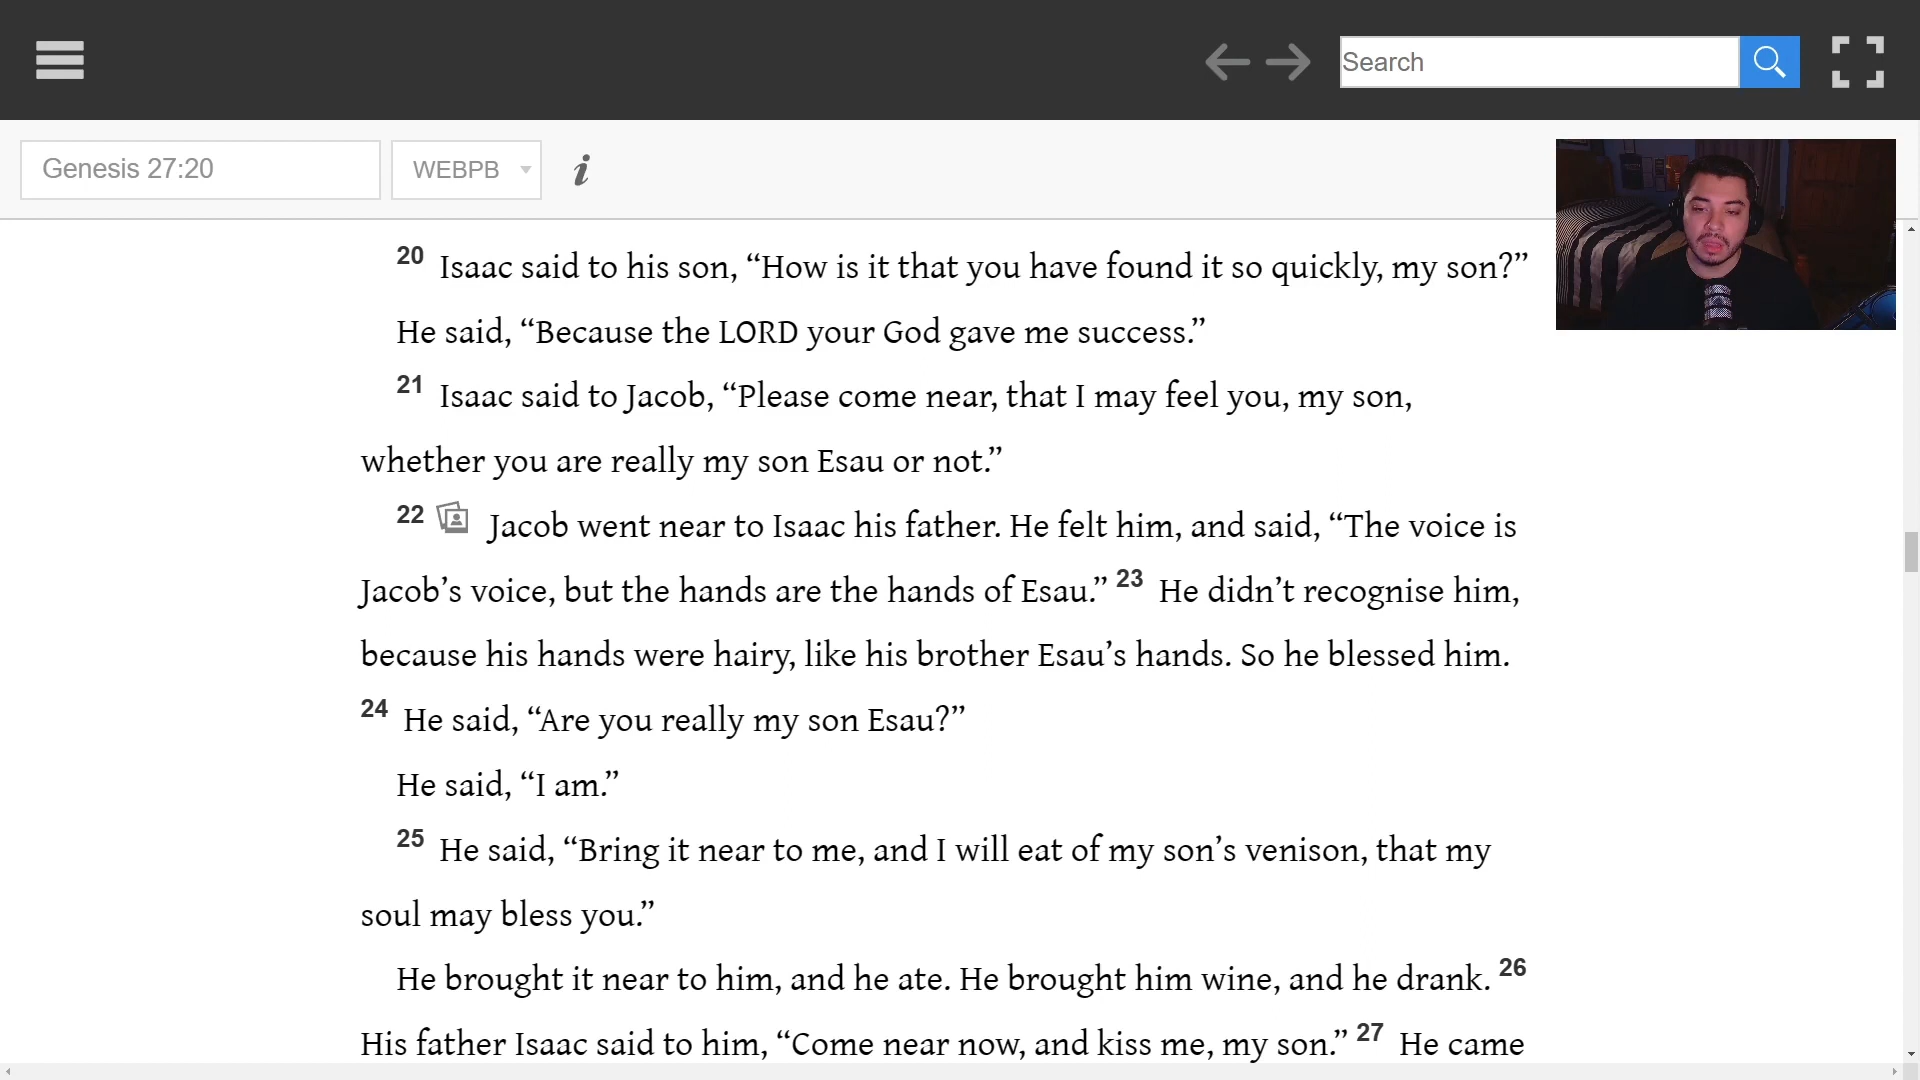 Search
Genesis 27:20
WEBPB
i
20 Isaac said to his son, “How is it that you have found it so quickly, my son?”
He said, “Because the LORD your God gave me success.”
21 Isaac said to Jacob, “Please come near, that I may feel you, my son,
whether you are really my son Esau or not.”
22 Jacob went near to Isaac his father. He felt him, and said, “The voice is
Jacob’s voice, but the hands are the hands of Esau.” 23 He didn’t recognise him,
because his hands were hairy, like his brother Esau’s hands. So he blessed him.
24 He said, “Are you really my son Esau?”
He said, “I am.”
25 He said, “Bring it near to me, and I will eat of my son’s venison, that my
soul may bless you.”
He brought it near to him, and he ate. He brought him wine, and he drank. 26
His father Isaac said to him, “Come near now, and kiss me, my son.” 27 He came